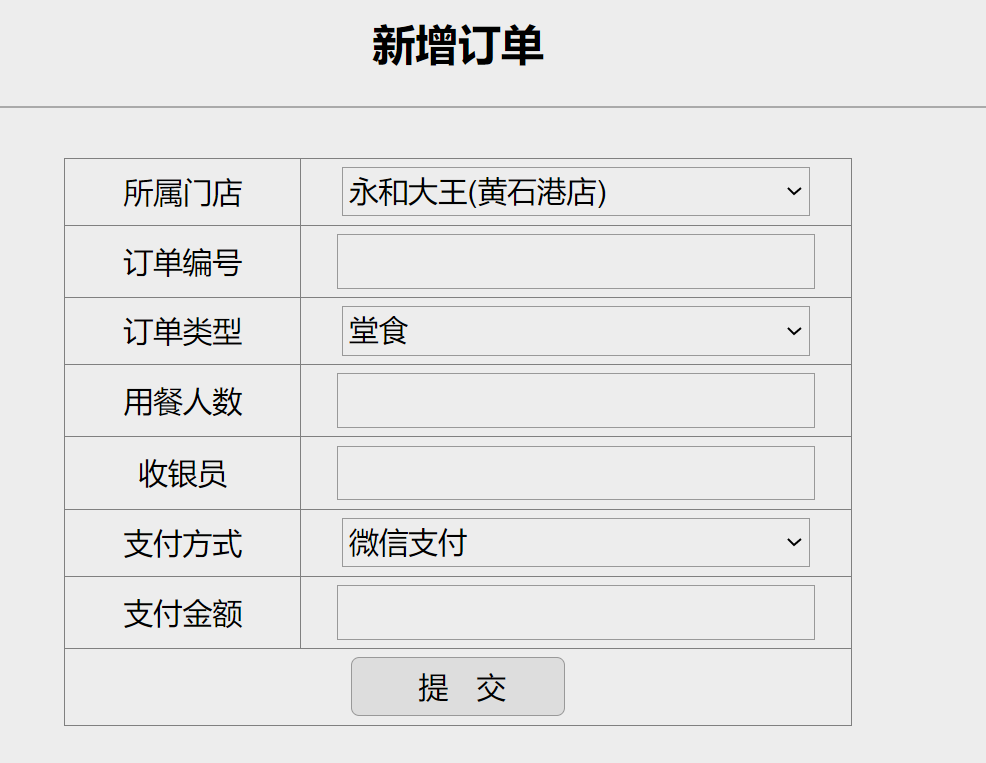 新增订单
所属门店 永和大王(黄石港店)
订单编号
订单类型 堂食
用餐人数
收银员
支付方式 微信支付
支付金额
提 交